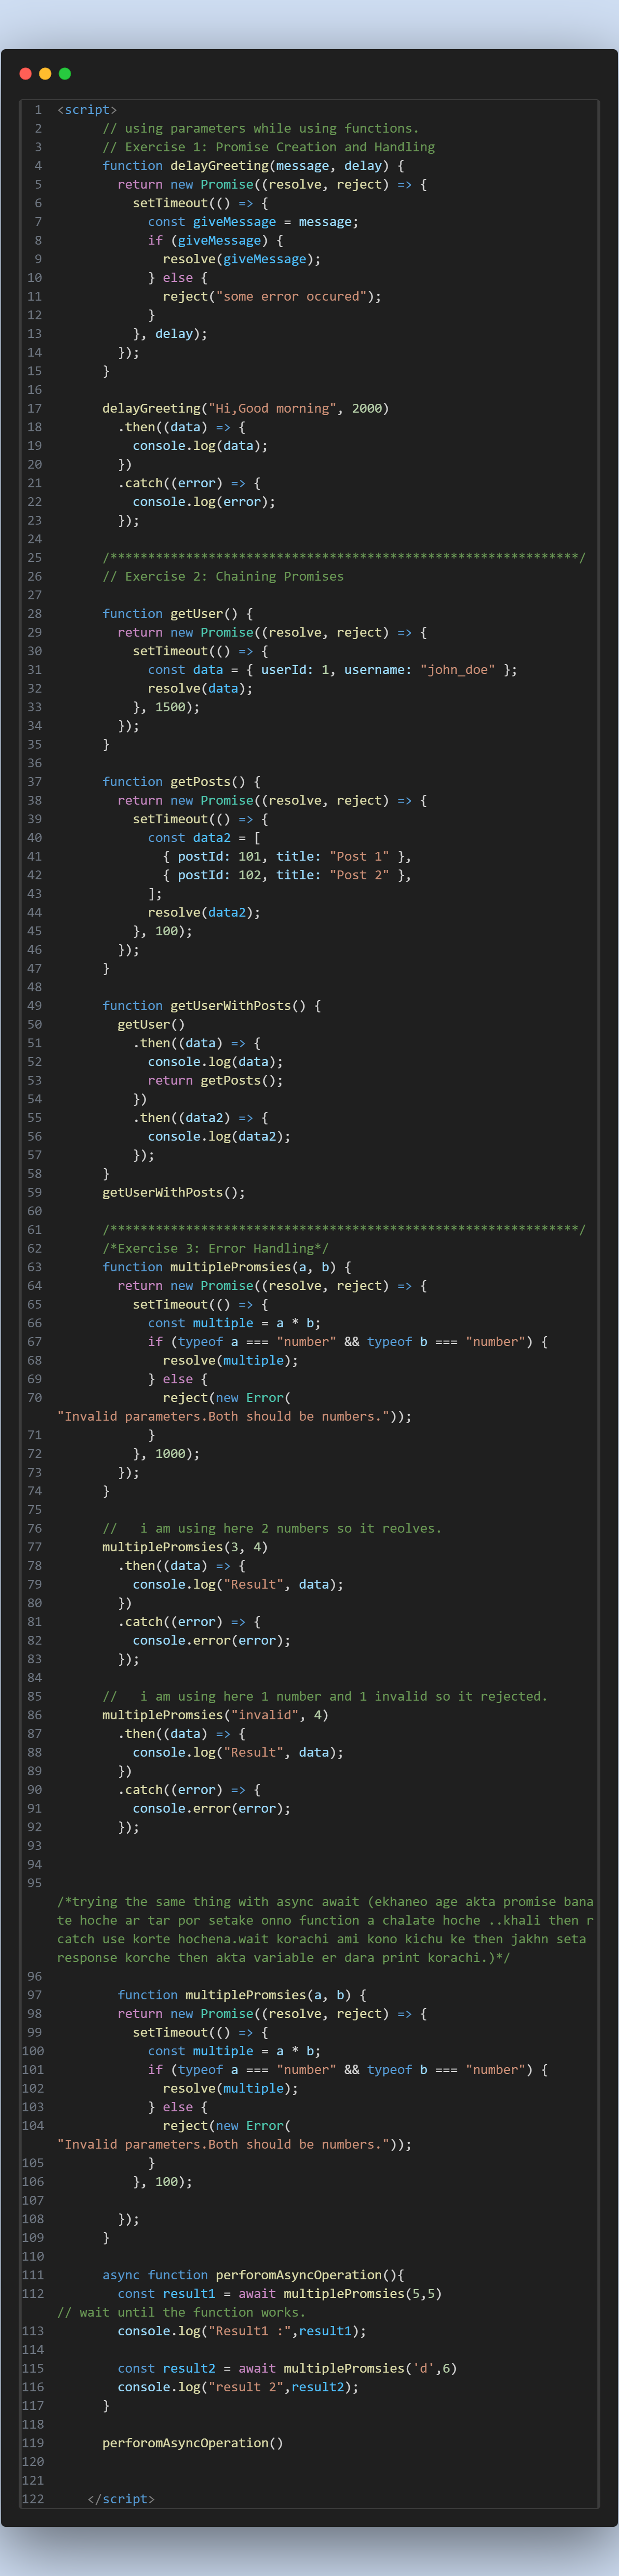 1 <script>
2 // using parameters while using functions.
3 // Exercise 1: Promise Creation and Handling
4 function delayGreeting(message, delay) {
5 return new Promise((resolve, reject) => {
6 setTimeout(() => {
7 const giveMessage = message;
8 if (giveMessage) {
9 resolve(giveMessage);
10 } else {
11 reject("some error occured");
12 }
13 }, delay);
14 });
15 }
16
17 delayGreeting("Hi,Good morning", 2000)
18 .then((data) => {
19 console.log(data);
20 })
21 .catch((error) => {
22 console.log(error);
23 });
24
25 /**************************************************************/
26 // Exercise 2: Chaining Promises
27
28 function getUser() {
29 return new Promise((resolve, reject) => {
30 setTimeout(() => {
31 const data = { userId: 1, username: "john_doe" };
32 resolve(data);
33 }, 1500);
34 });
35 }
36
37 function getPosts() {
38 return new Promise((resolve, reject) => {
39 setTimeout(() => {
40 const data2 = [
41 { postId: 101, title: "Post 1" },
42 { postId: 102, title: "Post 2" },
43 ];
44 resolve(data2);
45 }, 100);
46 });
47 }
48
49 function getUserWithPosts() {
50 getUser()
51 .then((data) => {
52 console.log(data);
53 return getPosts();
54 })
55 .then((data2) => {
56 console.log(data2);
57 });
58 }
59 getUserWithPosts();
60
61 /**************************************************************/
62 /*Exercise 3: Error Handling*/
63 function multiplePromsies(a, b) {
64 return new Promise((resolve, reject) => {
65 setTimeout(() => {
66 const multiple = a * b;
67 if (typeof a === "number" && typeof b === "number") {
68 resolve(multiple);
69 } else {
70 reject(new Error(
"Invalid parameters.Both should be numbers."));
71 }
72 }, 1000);
73 });
74 }
75
76 //   i am using here 2 numbers so it reolves.
77 multiplePromsies(3, 4)
78 .then((data) => {
79 console.log("Result", data);
80 })
81 .catch((error) => {
82 console.error(error);
83 });
84
85 //   i am using here 1 number and 1 invalid so it rejected.
86 multiplePromsies("invalid", 4)
87 .then((data) => {
88 console.log("Result", data);
89 })
90 .catch((error) => {
91 console.error(error);
92 });
93
94
95
/*trying the same thing with async await (ekhaneo age akta promise bana
te hoche ar tar por setake onno function a chalate hoche ..khali then r
catch use korte hochena.wait korachi ami kono kichu ke then jakhn seta
response korche then akta variable er dara print korachi.)*/
96
97 function multiplePromsies(a, b) {
98 return new Promise((resolve, reject) => {
99 setTimeout(() => {
100 const multiple = a * b;
101 if (typeof a === "number" && typeof b === "number") {
102 resolve(multiple);
103 } else {
104 reject(new Error(
"Invalid parameters.Both should be numbers."));
105 }
106 }, 100);
107
108 });
109 }
110
111 async function perforomAsyncOperation(){
112 const result1 = await multiplePromsies(5,5)
// wait until the function works.
113 console.log("Result1 :",result1);
114
115 const result2 = await multiplePromsies('d',6)
116 console.log("result 2",result2);
117 }
118
119 perforomAsyncOperation()
120
121
122 </script>